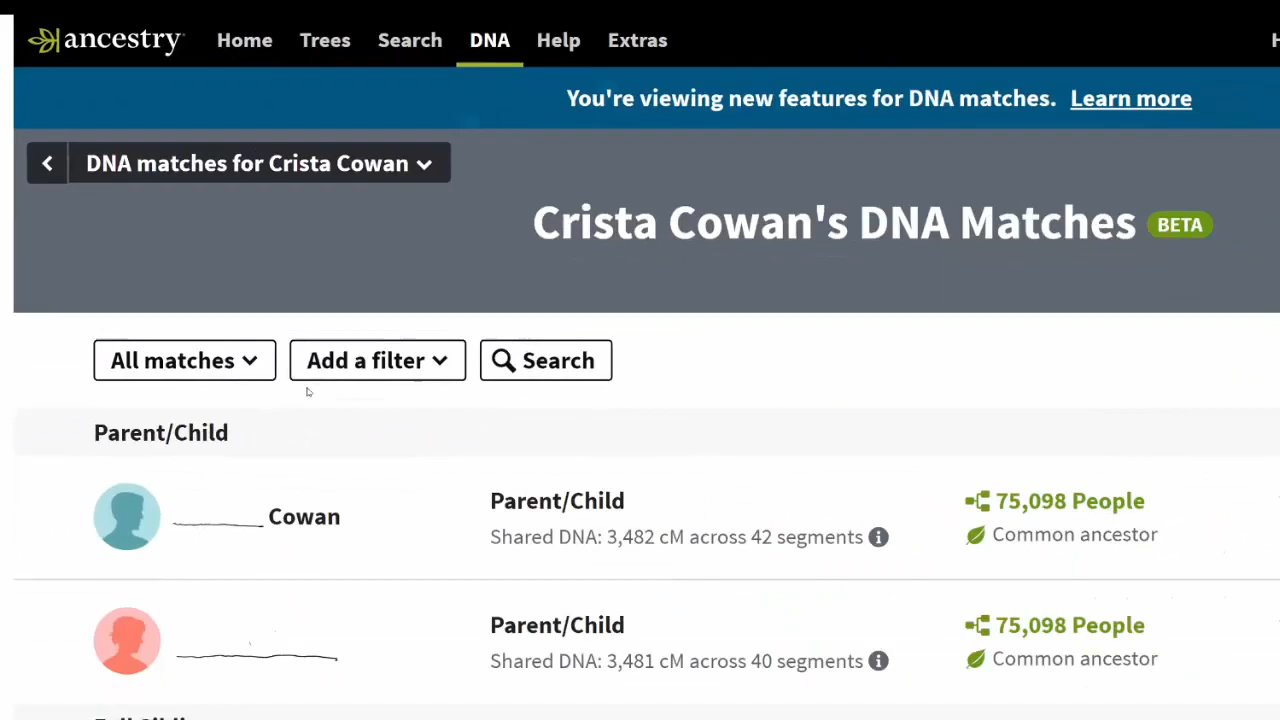 ancestry Home Trees Search DNA Help Extras
You're viewing new features for DNA matches. Learn more
DNA matches for Crista Cowan
Crista Cowan's DNA Matches BETA
All matches Add a filter Search
Parent/Child
Cowan Parent/Child 75,098 People
Shared DNA: 3,482 cM across 42 segments Common ancestor
Parent/Child 75,098 People
Shared DNA: 3,481 cM across 40 segments Common ancestor